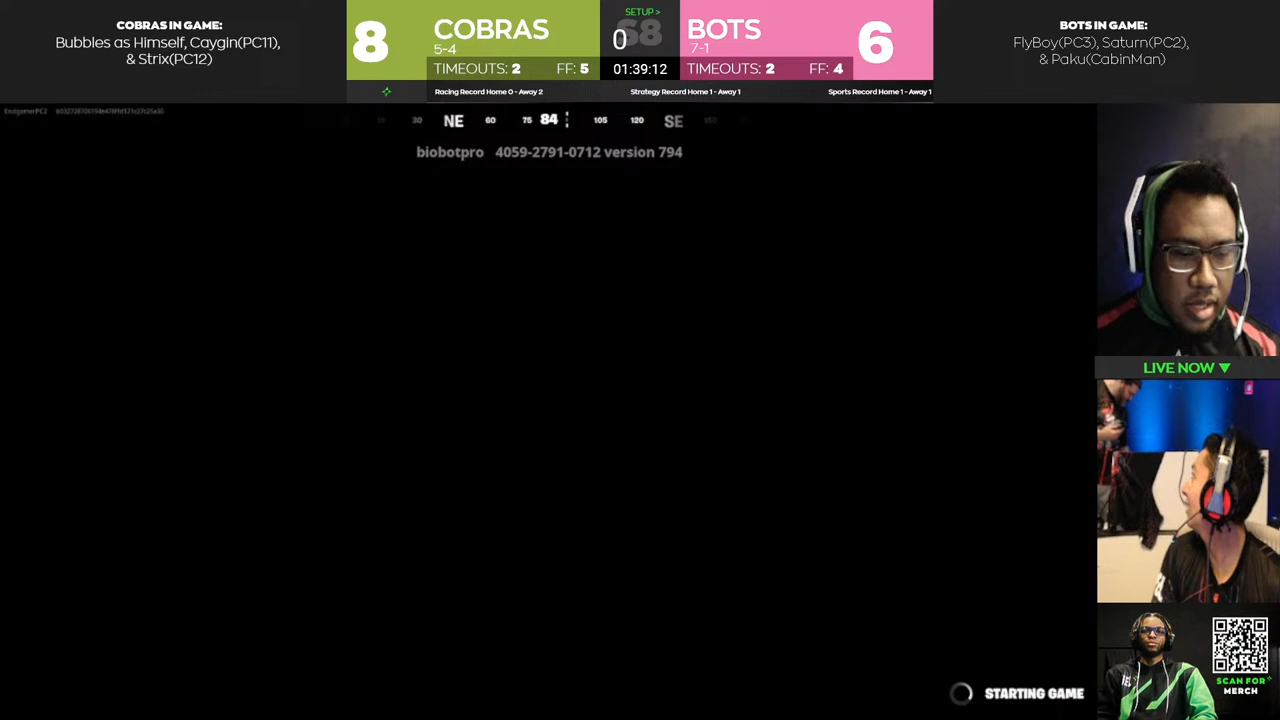 COBRAS IN GAME:
Bubbles as Himself, Caygin(PC11),
& Strix(PC12)
8
COBRAS
5-4
TIMEOUTS: 2 FF: 5
SETUP >
0
01:39:12
BOTS
7-1
TIMEOUTS: 2 FF: 4
6
BOTS IN GAME:
FlyBoy(PC3), Saturn(PC2),
& Paku(CabinMan)
Racing Record Home 0 - Away 2 Strategy Record Home 1 - Away 1 Sports Record Home 1 - Away 1
30 NE 60 75 84 105 120 SE
biobotpro 4059-2791-0712 version 794
LIVE NOW
SCAN FOR
MERCH
STARTING GAME